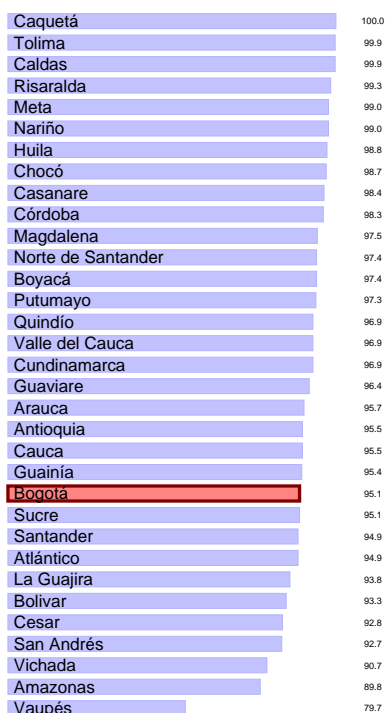 Caquetá 100.0
Tolima 99.9
Caldas 99.9
Risaralda 99.3
Meta 99.0
Nariño 99.0
Huila 98.8
Chocó 98.7
Casanare 98.4
Córdoba 98.3
Magdalena 97.5
Norte de Santander 97.4
Boyacá 97.4
Putumayo 97.3
Quindío 96.9
Valle del Cauca 96.9
Cundinamarca 96.9
Guaviare 96.4
Arauca 95.7
Antioquia 95.5
Cauca 95.5
Guainía 95.4
Bogotá 95.1
Sucre 95.1
Santander 94.9
Atlántico 94.9
La Guajira 93.8
Bolivar 93.3
Cesar 92.8
San Andrés 92.7
Vichada 90.7
Amazonas 89.8
Vaupés 79.7